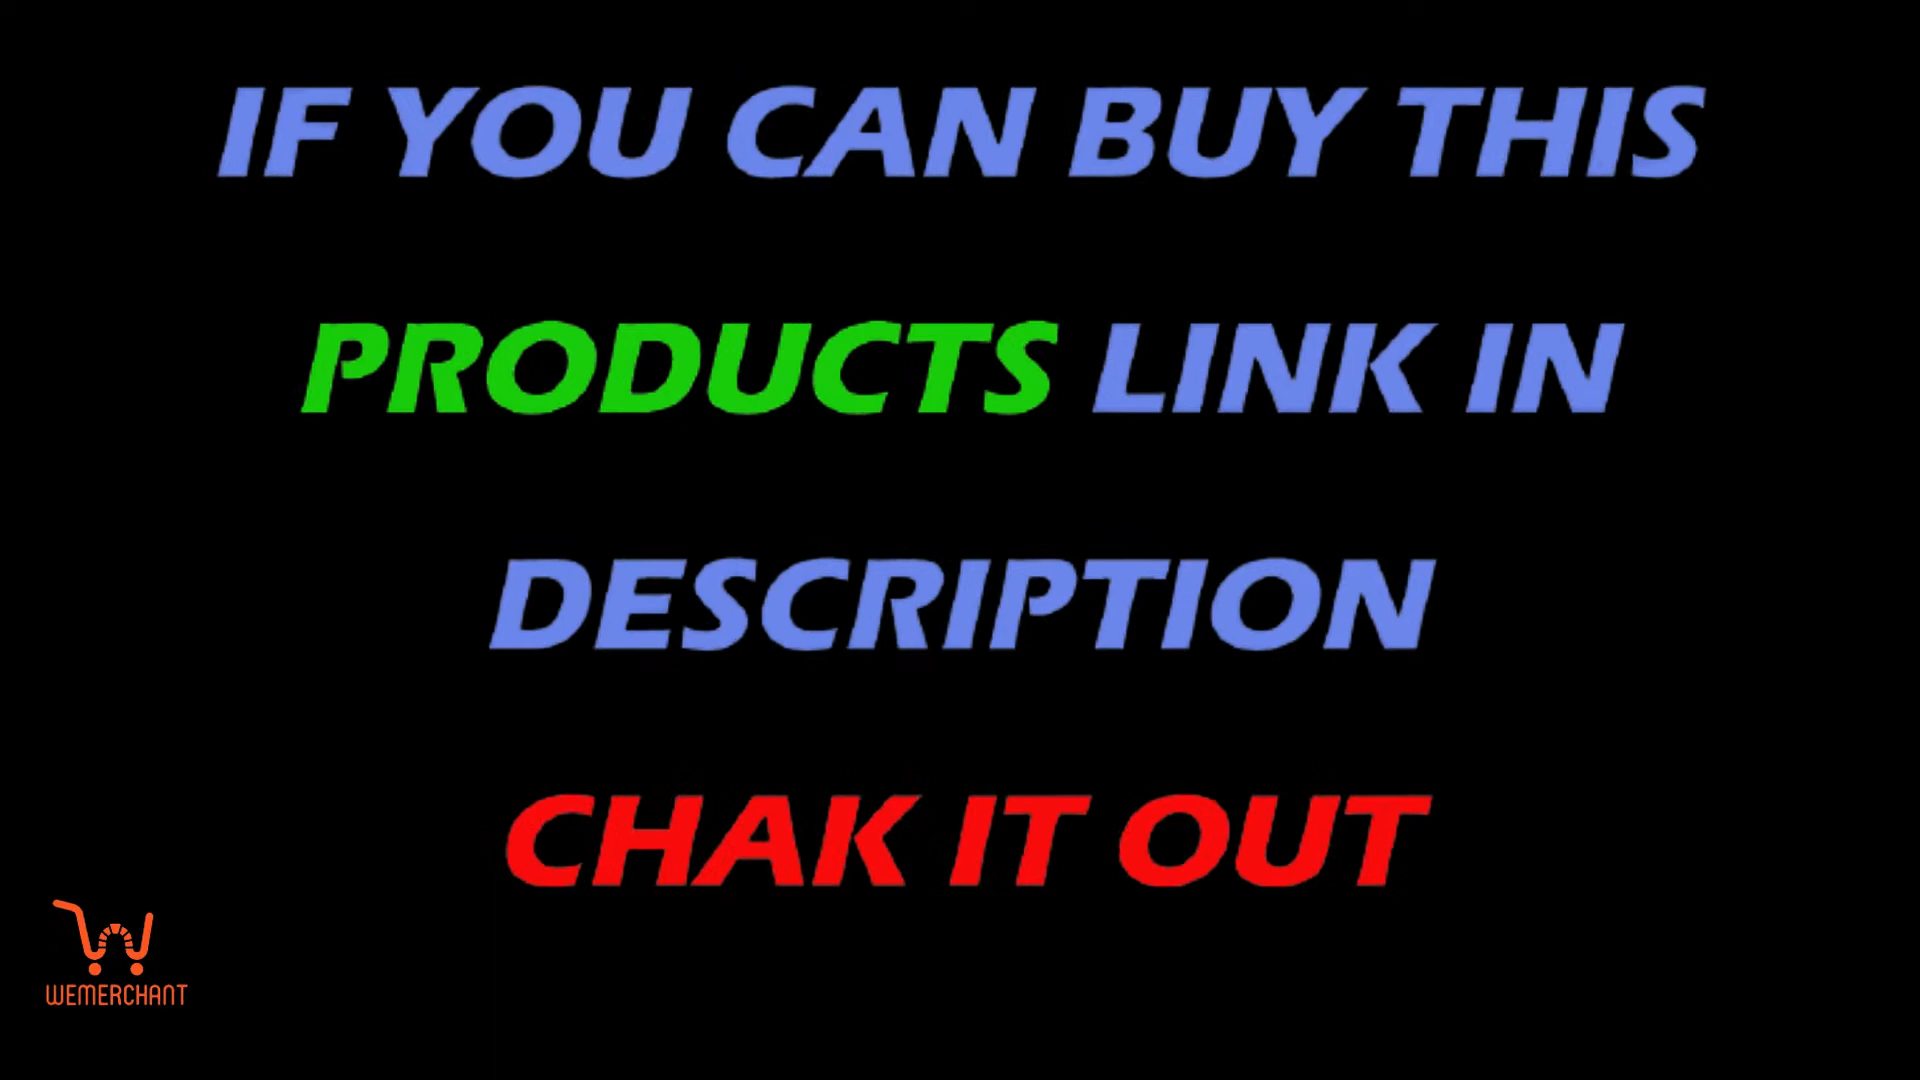 IF YOU CAN BUY THIS
PRODUCTS LINK IN
DESCRIPTION
CHAK IT OUT
WEMERCHANT